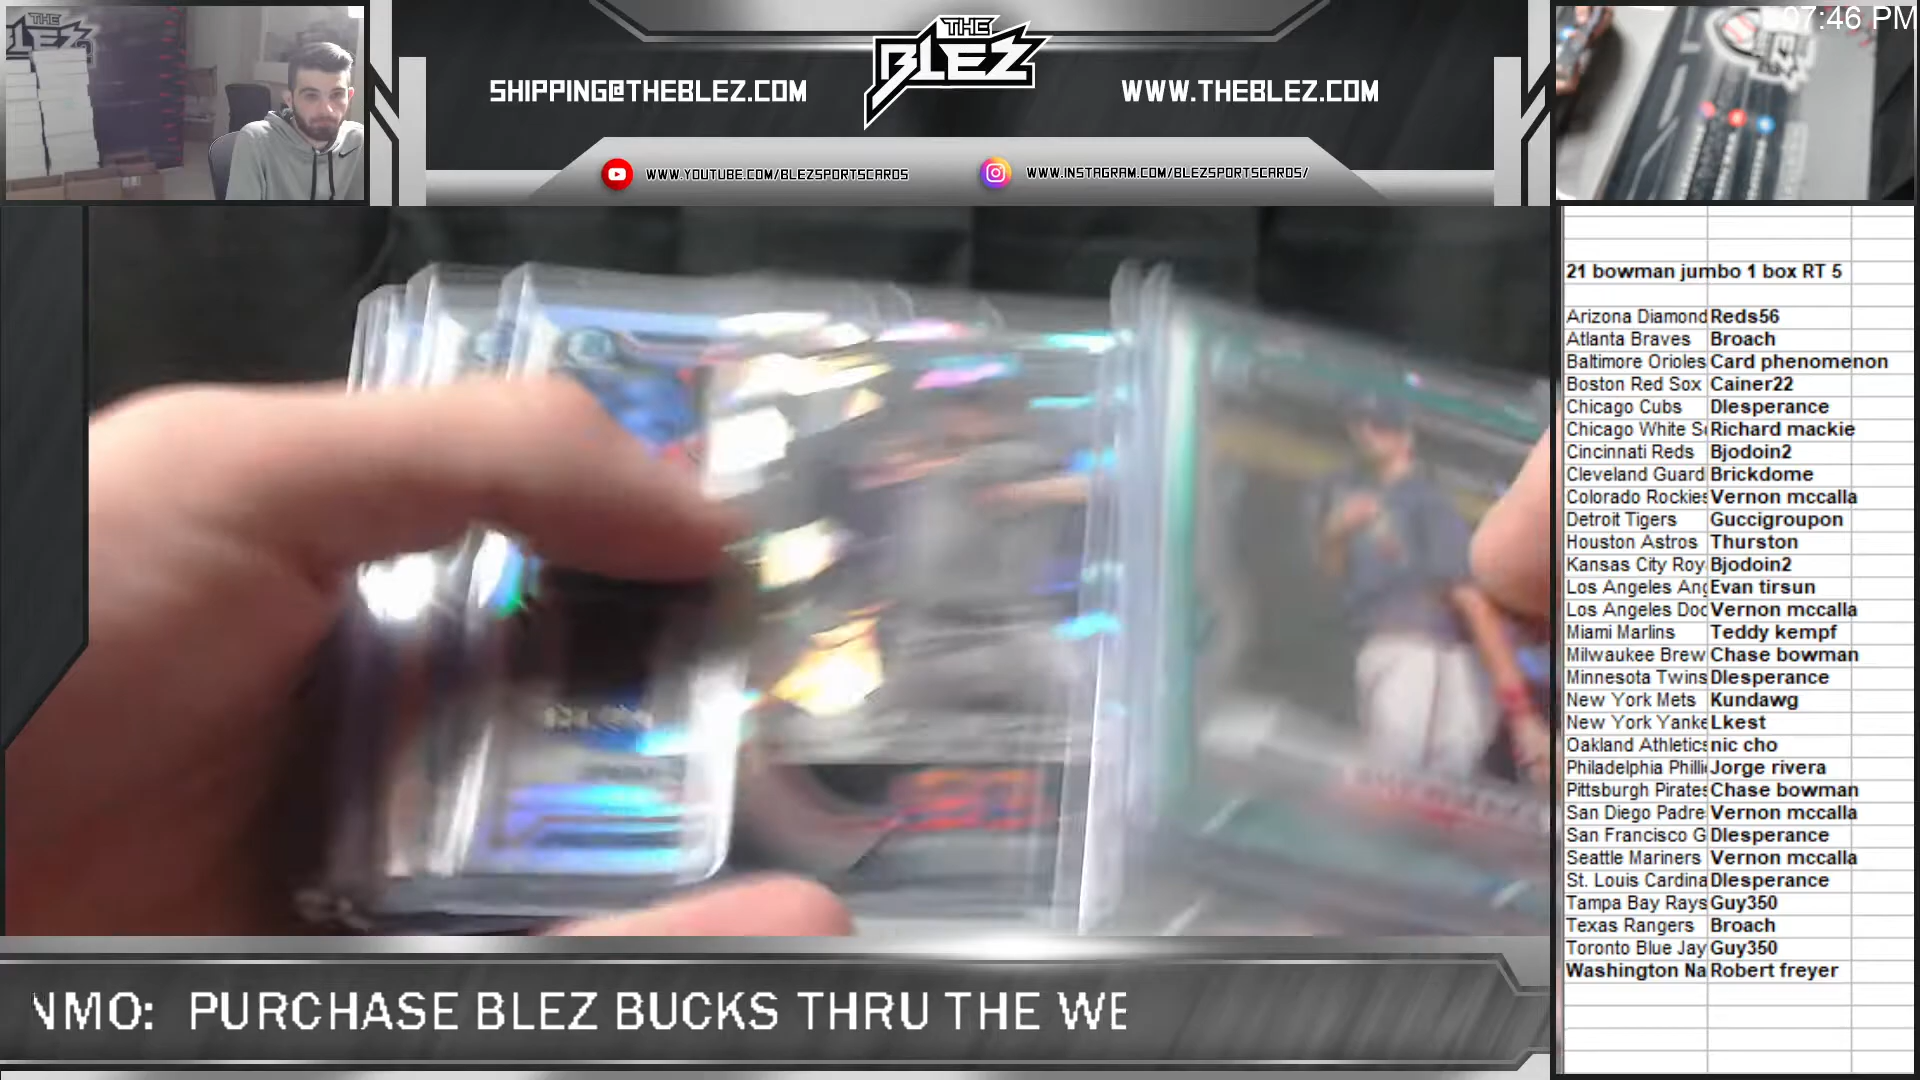 THE
BLEZ
SHIPPING@THEBLEZ.COM
THE
BLEZ
WWW.THEBLEZ.COM
07:46 PM
WWW.YOUTUBE.COM/BLEZSPORTSCARDS
WWW.INSTAGRAM.COM/BLEZSPORTSCARDS/
21 bowman jumbo 1 box RT 5
Arizona Diamond Reds56
Atlanta Braves Broach
Baltimore Orioles Card phenomenon
Boston Red Sox Cainer22
Chicago Cubs Dlesperance
Chicago White S Richard mackie
Cincinnati Reds Bjodoin2
Cleveland Guard Brickdome
Colorado Rockies Vernon mccalla
Detroit Tigers Guccigroupon
Houston Astros Thurston
Kansas City Roy Bjodoin2
Los Angeles Ang Evan tirsun
Los Angeles Dod Vernon mccalla
Miami Marlins Teddy kempf
Milwaukee Brew Chase bowman
Minnesota Twins Dlesperance
New York Mets Kundawg
New York Yanke Lkest
Oakland Athletics nic cho
Philadelphia Philli Jorge rivera
Pittsburgh Pirates Chase bowman
San Diego Padre Vernon mccalla
San Francisco G Dlesperance
Seattle Mariners Vernon mccalla
St. Louis Cardina Dlesperance
Tampa Bay Rays Guy350
Texas Rangers Broach
Toronto Blue Jay Guy350
Washington Na Robert freyer
NMO: PURCHASE BLEZ BUCKS THRU THE WE